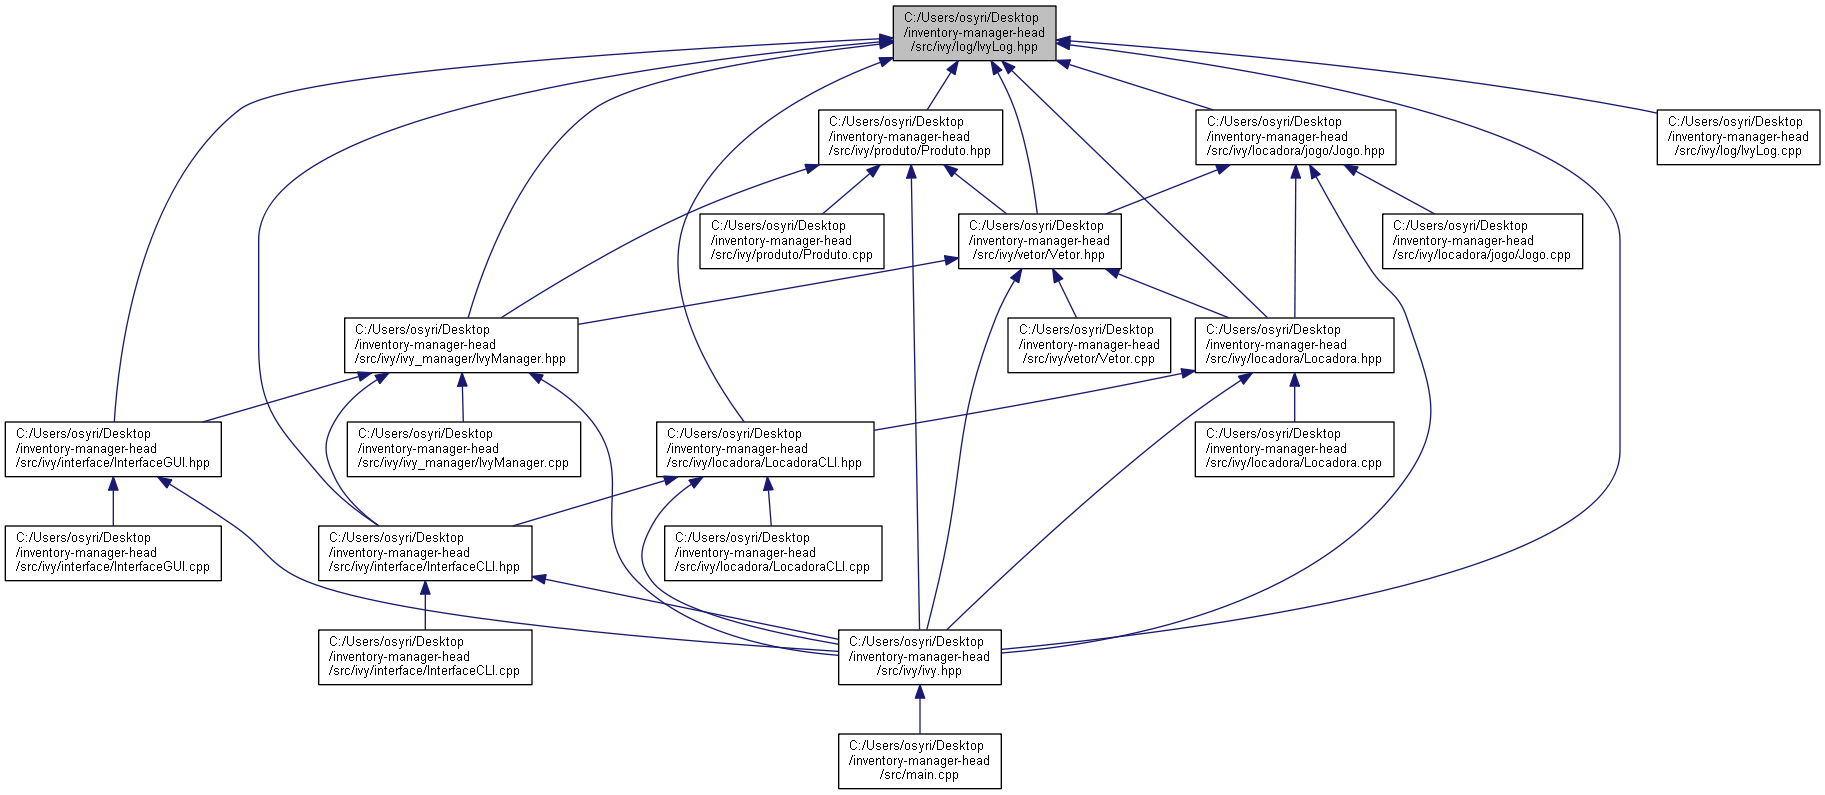 C:/Users/osyri/Desktop
/inventory-manager-head
/src/ivy/log/IvyLog.hpp
C:/Users/osyri/Desktop
/inventory-manager-head
/src/ivy/produto/Produto.hpp
C:/Users/osyri/Desktop
/inventory-manager-head
/src/ivy/locadora/jogo/Jogo.hpp
C:/Users/osyri/Desktop
/inventory-manager-head
/src/ivy/log/IvyLog.cpp
C:/Users/osyri/Desktop
/inventory-manager-head
/src/ivy/produto/Produto.cpp
C:/Users/osyri/Desktop
/inventory-manager-head
/src/ivy/vetor/Vetor.hpp
C:/Users/osyri/Desktop
/inventory-manager-head
/src/ivy/locadora/jogo/Jogo.cpp
C:/Users/osyri/Desktop
/inventory-manager-head
/src/ivy/ivy_manager/IvyManager.hpp
C:/Users/osyri/Desktop
/inventory-manager-head
/src/ivy/vetor/Vetor.cpp
C:/Users/osyri/Desktop
/inventory-manager-head
/src/ivy/locadora/Locadora.hpp
C:/Users/osyri/Desktop
/inventory-manager-head
/src/ivy/interface/InterfaceGUI.hpp
C:/Users/osyri/Desktop
/inventory-manager-head
/src/ivy/ivy_manager/IvyManager.cpp
C:/Users/osyri/Desktop
/inventory-manager-head
/src/ivy/locadora/LocadoraCLI.hpp
C:/Users/osyri/Desktop
/inventory-manager-head
/src/ivy/locadora/Locadora.cpp
C:/Users/osyri/Desktop
/inventory-manager-head
/src/ivy/interface/InterfaceGUI.cpp
C:/Users/osyri/Desktop
/inventory-manager-head
/src/ivy/interface/InterfaceCLI.hpp
C:/Users/osyri/Desktop
/inventory-manager-head
/src/ivy/locadora/LocadoraCLI.cpp
C:/Users/osyri/Desktop
/inventory-manager-head
/src/ivy/interface/InterfaceCLI.cpp
C:/Users/osyri/Desktop
/inventory-manager-head
/src/ivy/ivy.hpp
C:/Users/osyri/Desktop
/inventory-manager-head
/src/main.cpp